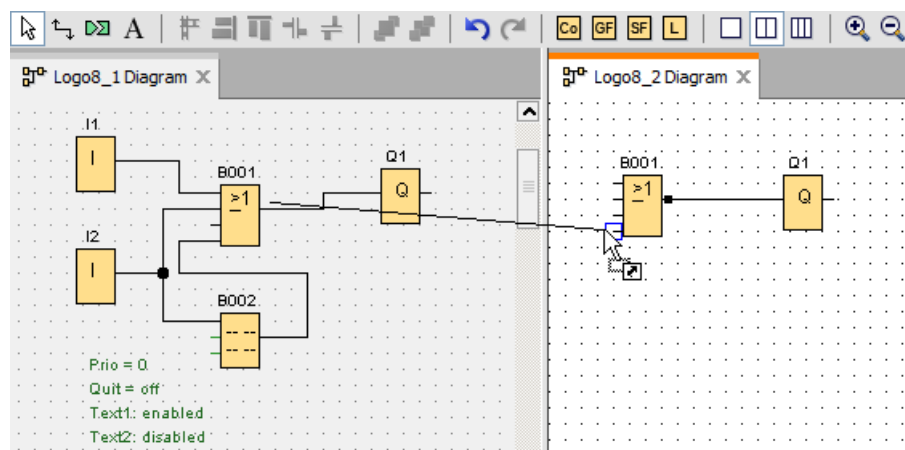 A Co GF SF L
Logo8_1 Diagram
Logo8_2 Diagram
I1
I
B001
>1
Q1
Q
I2
I
B002
Prio = 0
Quit = off
Text1: enabled
Text2: disabled
B001
>1
Q1
Q